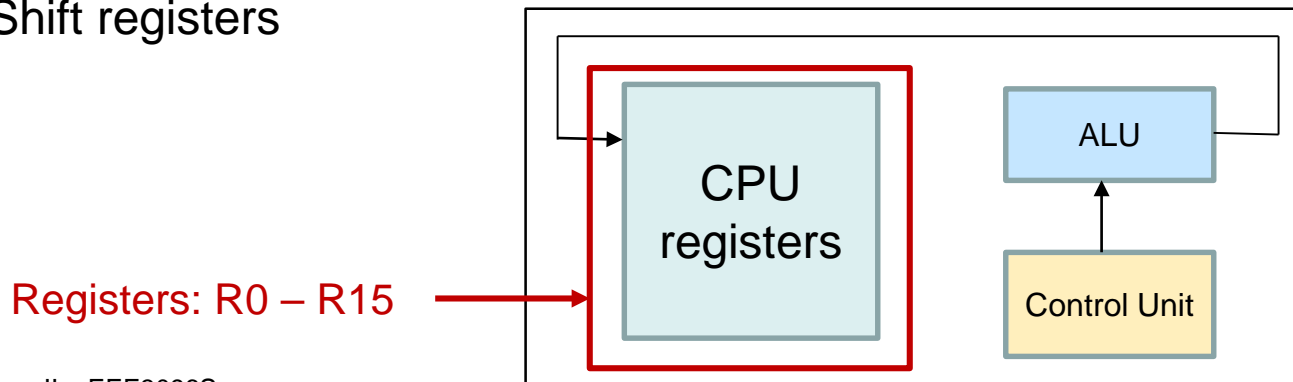 Shift registers
ALU
CPU
registers
Registers: R0 – R15
Control Unit